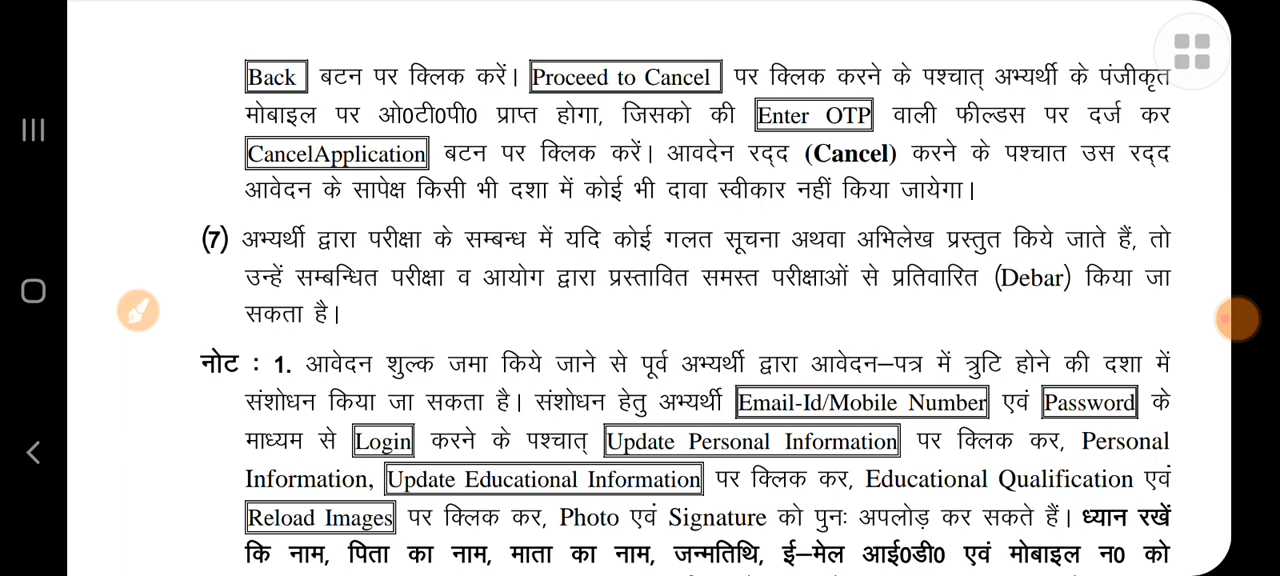 Back बटन पर क्लिक करें। Proceed to Cancel पर क्लिक करने के पश्चात् अभ्यर्थी के पंजीकृत
मोबाइल पर ओ0टी0पी0 प्राप्त होगा, जिसको की Enter OTP वाली फील्डस पर दर्ज कर
CancelApplication बटन पर क्लिक करें। आवदेन रद्द (Cancel) करने के पश्चात उस रद्द
आवेदन के सापेक्ष किसी भी दशा में कोई भी दावा स्वीकार नहीं किया जायेगा।
(7) अभ्यर्थी द्वारा परीक्षा के सम्बन्ध में यदि कोई गलत सूचना अथवा अभिलेख प्रस्तुत किये जाते हैं, तो
उन्हें सम्बन्धित परीक्षा व आयोग द्वारा प्रस्तावित समस्त परीक्षाओं से प्रतिवारित (Debar) किया जा
सकता है।
नोट : 1. आवेदन शुल्क जमा किये जाने से पूर्व अभ्यर्थी द्वारा आवेदन–पत्र में त्रुटि होने की दशा में
संशोधन किया जा सकता है। संशोधन हेतु अभ्यर्थी Email-Id/Mobile Number एवं Password के
माध्यम से Login करने के पश्चात् Update Personal Information पर क्लिक कर, Personal
Information, Update Educational Information पर क्लिक कर, Educational Qualification एवं
Reload Images पर क्लिक कर, Photo एवं Signature को पुनः अपलोड़ कर सकते हैं। ध्यान रखें
कि नाम, पिता का नाम, माता का नाम, जन्मतिथि, ई–मेल आई0डी0 एवं मोबाइल न0 को